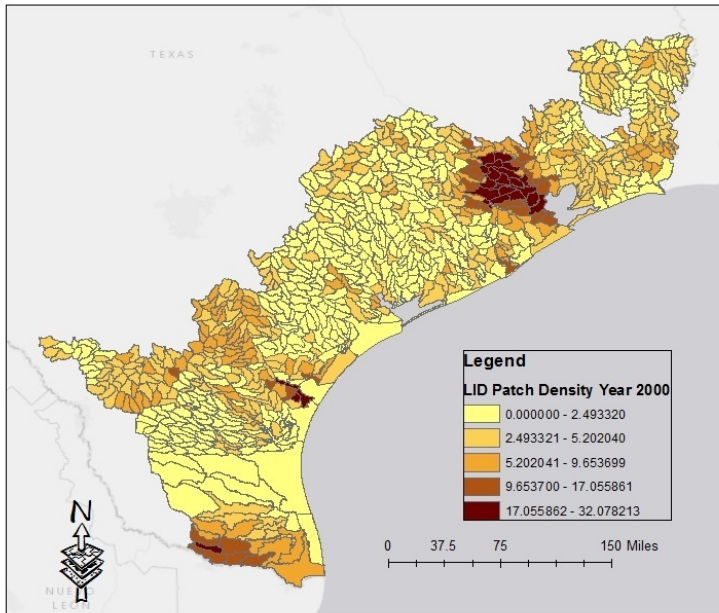 TEXAS
Legend
LID Patch Density Year 2000
0.000000 - 2.493320
2.493321 - 5.202040
5.202041 - 9.653699
9.653700 - 17.055861
17.055862 - 32.078213
N
0 37.5 75 150 Miles
NUEVO
LEON